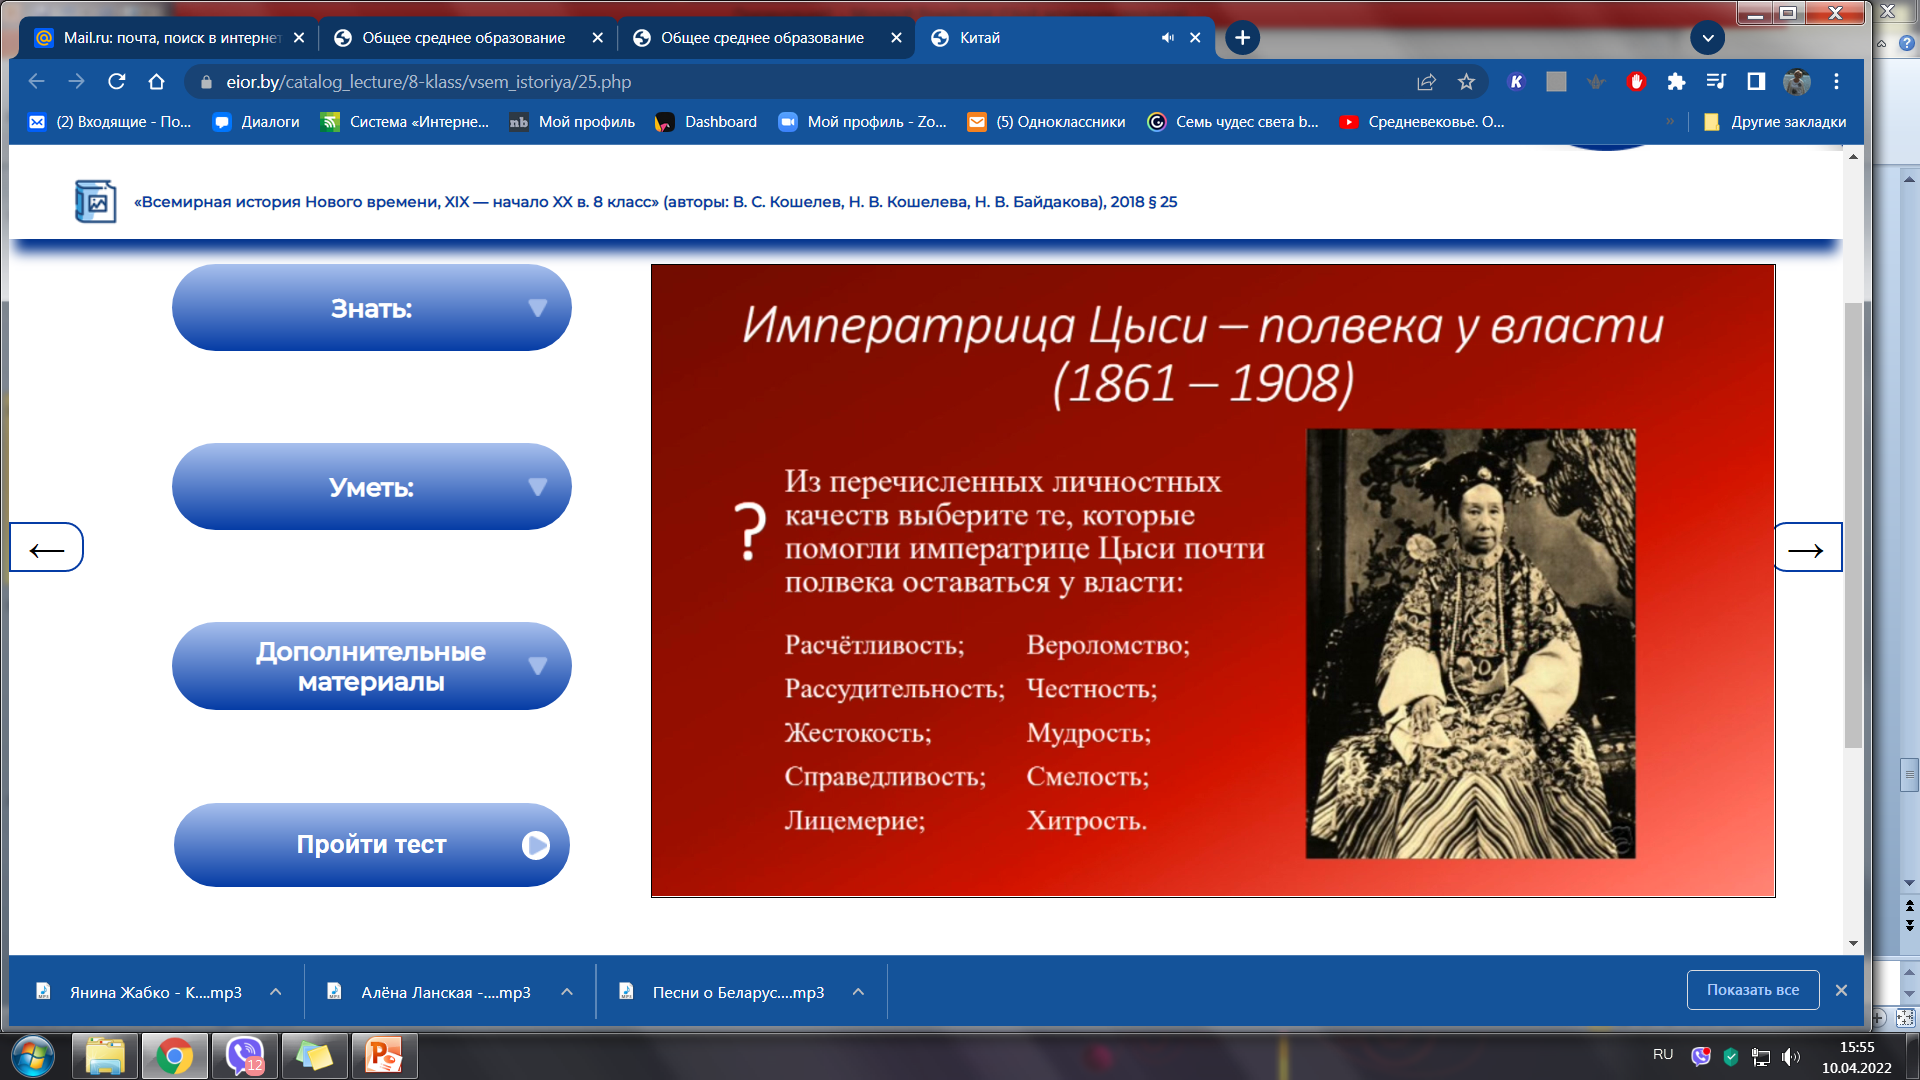 Mail.ru: почта, поиск в интернет
Общее среднее образование
Общее среднее образование
Китай
eior.by/catalog_lecture/8-klass/vsem_istoriya/25.php
(2) Входящие - По...
Диалоги
Система «Интерне...
Мой профиль
Dashboard
Мой профиль - Zo...
(5) Одноклассники
Семь чудес света b...
Средневековье. О...
Другие закладки
«Всемирная история Нового времени, XIX — начало XX в. 8 класс» (авторы: В. С. Кошелев, Н. В. Кошелева, Н. В. Байдакова), 2018 § 25
Знать:
Уметь:
Дополнительные
материалы
Пройти тест
Императрица Цыси – полвека у власти
(1861 – 1908)
?
Из перечисленных личностных
качеств выберите те, которые
помогли императрице Цыси почти
полвека оставаться у власти:
Расчётливость; Вероломство;
Рассудительность; Честность;
Жестокость; Мудрость;
Справедливость; Смелость;
Лицемерие; Хитрость.
Янина Жабко - К....mp3
Алёна Ланская -....mp3
Песни о Беларус....mp3
Показать все
12
RU
15:55
10.04.2022